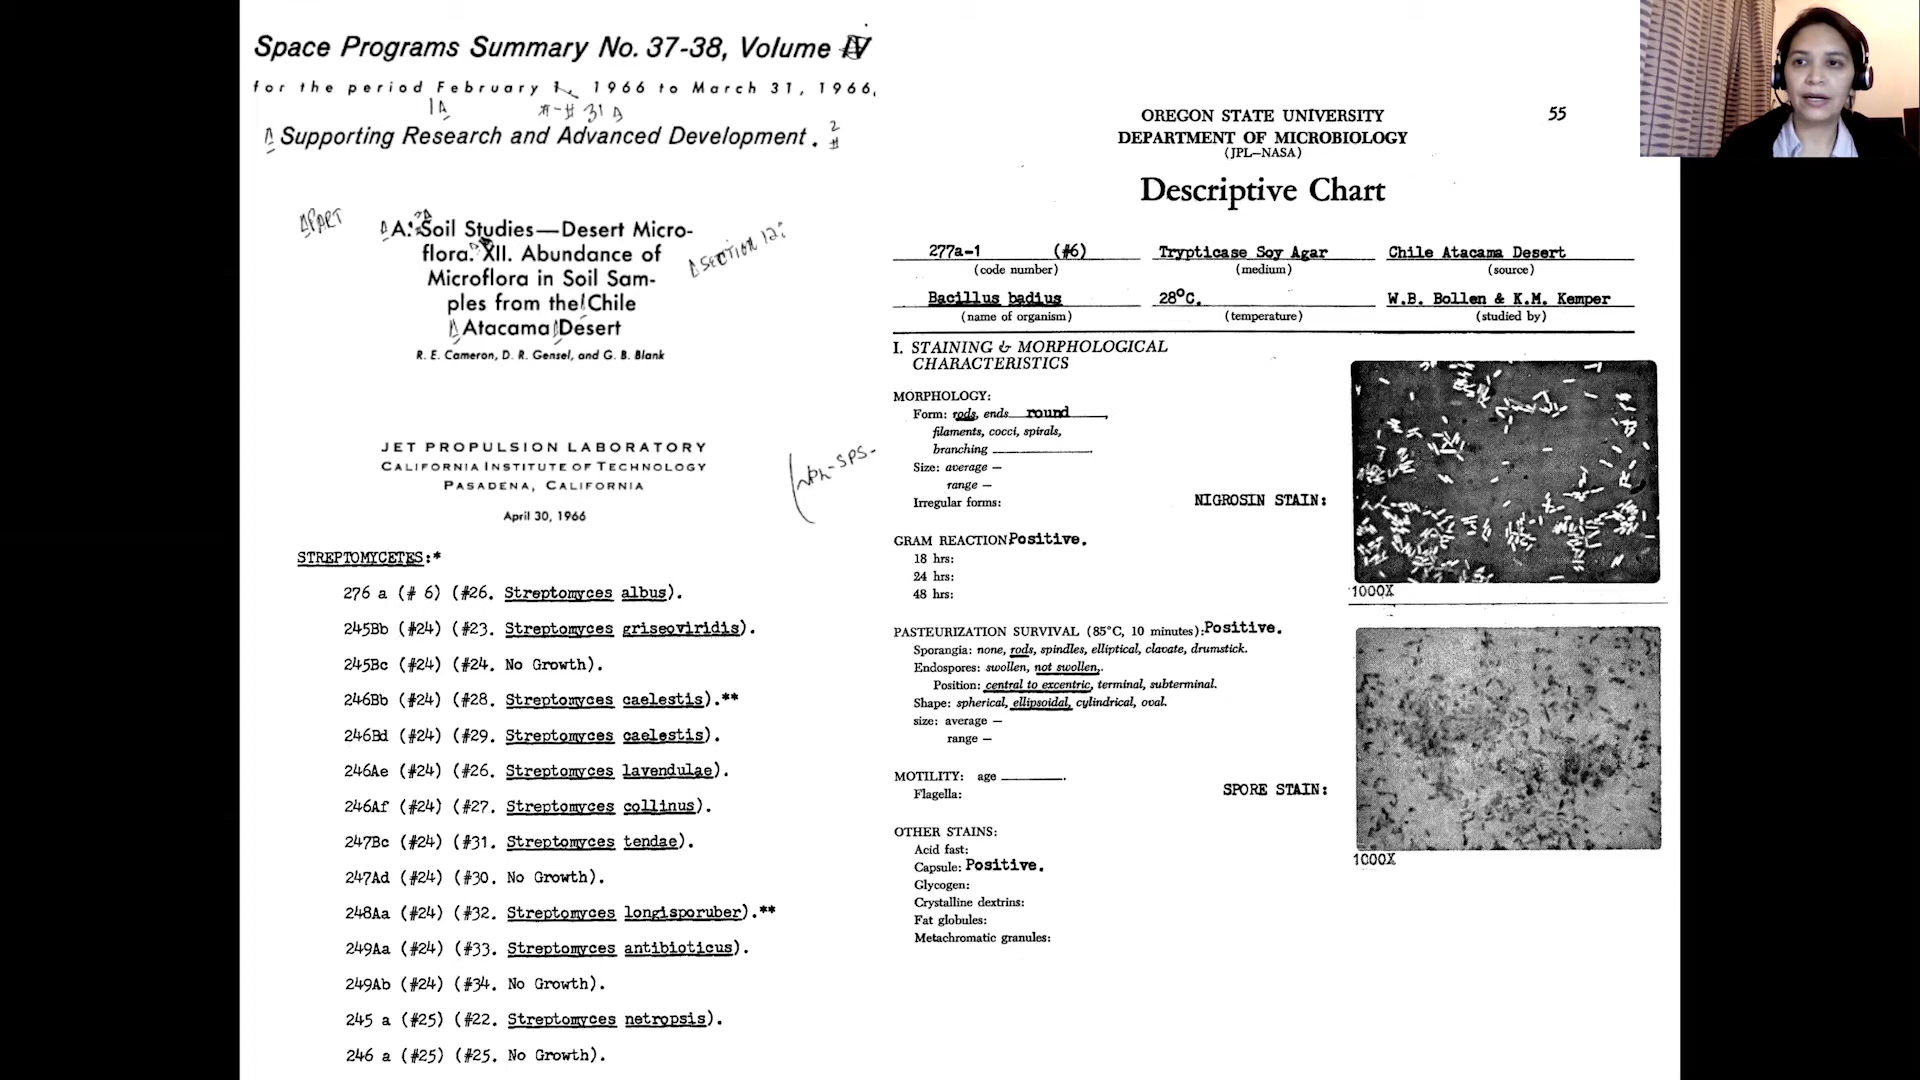 Space Programs Summary No. 37-38, Volume IV
for the period February 1, 1966 to March 31, 1966,
Supporting Research and Advanced Development.
PART
A. Soil Studies—Desert Micro-
flora. XII. Abundance of
Microflora in Soil Sam-
ples from the Chile
Atacama Desert
SECTION 12:
R. E. Cameron, D. R. Gensel, and G. B. Blank
JET PROPULSION LABORATORY
CALIFORNIA INSTITUTE OF TECHNOLOGY
PASADENA, CALIFORNIA
April 30, 1966
STREPTOMYCETES:*
276 a (# 6) (#26. Streptomyces albus).
245Bb (#24) (#23. Streptomyces griseoviridis).
245Bc (#24) (#24. No Growth).
246Bb (#24) (#28. Streptomyces caelestis).**
246Bd (#24) (#29. Streptomyces caelestis).
246Ae (#24) (#26. Streptomyces lavendulae).
246Af (#24) (#27. Streptomyces collinus).
247Bc (#24) (#31. Streptomyces tendae).
247Ad (#24) (#30. No Growth).
248Aa (#24) (#32. Streptomyces longisporuber).**
249Aa (#24) (#33. Streptomyces antibioticus).
249Ab (#24) (#34. No Growth).
245 a (#25) (#22. Streptomyces netropsis).
246 a (#25) (#25. No Growth).
OREGON STATE UNIVERSITY
55
DEPARTMENT OF MICROBIOLOGY
(JPL—NASA)
Descriptive Chart
277a-1 (#6) Trypticase Soy Agar Chile Atacama Desert
(code number) (medium) (source)
Bacillus badius 28°C. W.B. Bollen & K.M. Kemper
(name of organism) (temperature) (studied by)
I. STAINING & MORPHOLOGICAL
CHARACTERISTICS
MORPHOLOGY:
Form: rods, ends round,
filaments, cocci, spirals,
branching
Size: average —
range —
Irregular forms:
NIGROSIN STAIN:
GRAM REACTION Positive.
18 hrs:
24 hrs:
48 hrs:
1000X
PASTEURIZATION SURVIVAL (85°C, 10 minutes): Positive.
Sporangia: none, rods, spindles, elliptical, clavate, drumstick.
Endospores: swollen, not swollen,.
Position: central to excentric, terminal, subterminal.
Shape: spherical, ellipsoidal, cylindrical, oval.
size: average —
range —
MOTILITY: age .
Flagella:
SPORE STAIN:
OTHER STAINS:
Acid fast:
Capsule: Positive.
Glycogen:
Crystalline dextrins:
Fat globules:
Metachromatic granules:
1000X